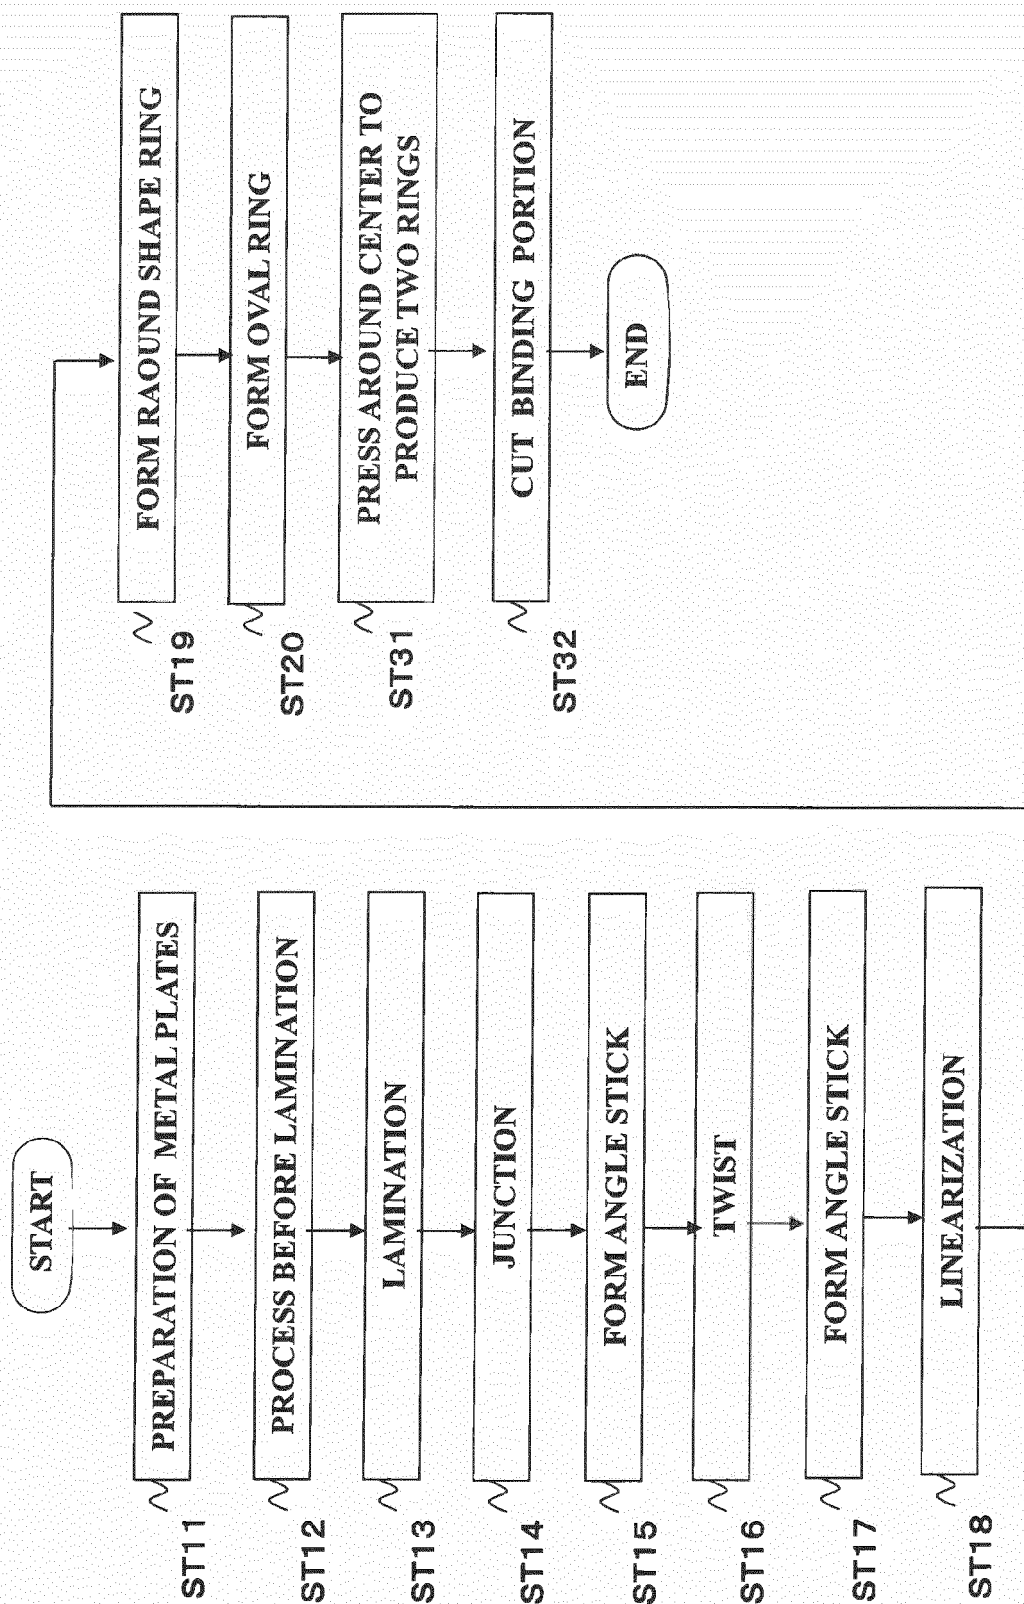 START
PREPARATION OF METAL PLATES
ST11
PROCESS BEFORE LAMINATION
ST12
LAMINATION
ST13
JUNCTION
ST14
FORM ANGLE STICK
ST15
TWIST
ST16
FORM ANGLE STICK
ST17
LINEARIZATION
ST18
FORM RAOUND SHAPE RING
ST19
FORM OVAL RING
ST20
PRESS AROUND CENTER TO
PRODUCE TWO RINGS
ST31
CUT BINDING PORTION
ST32
END